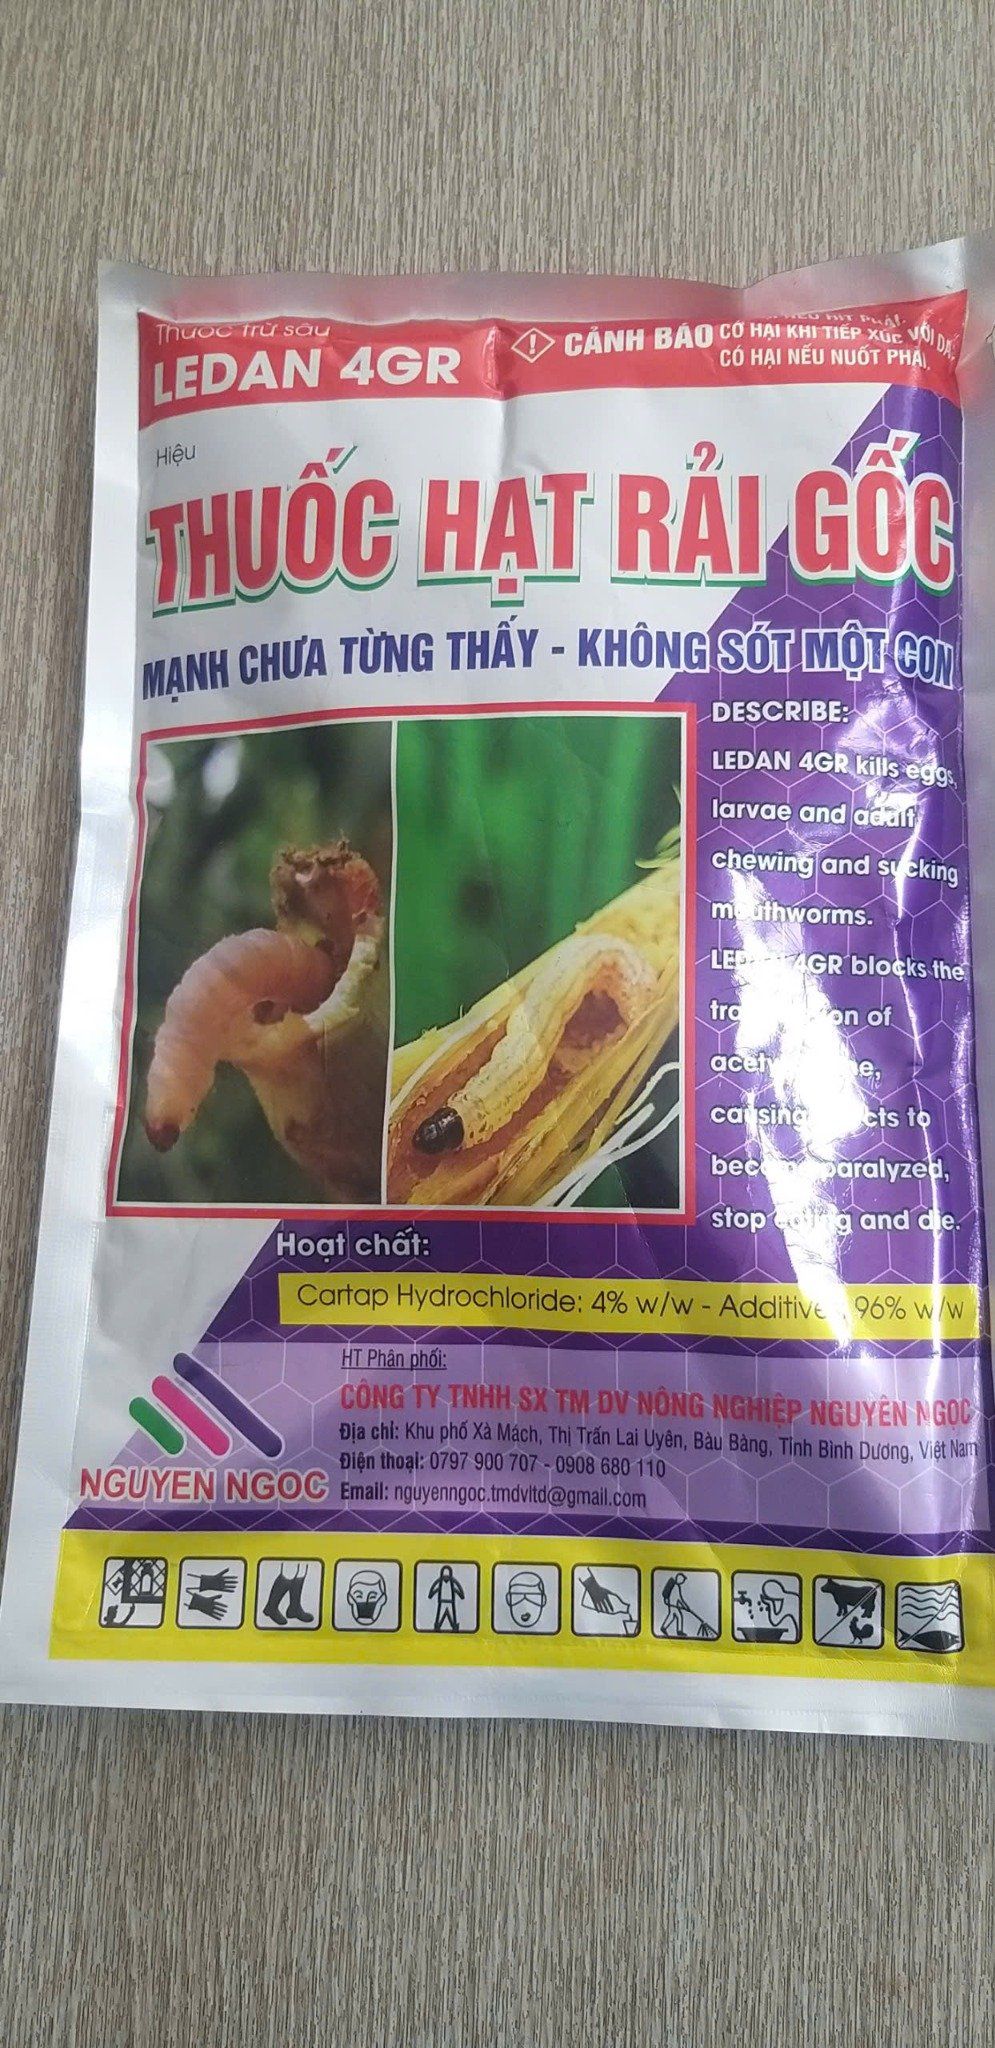 Thuốc trừ sâu
LEDAN 4GR
CẢNH BÁO
CÓ HẠI KHI TIẾP XÚC VỚI DA,
CÓ HẠI NẾU NUỐT PHẢI.
Hiệu
THUỐC HẠT RẢI GỐC
MẠNH CHƯA TỪNG THẤY - KHÔNG SÓT MỘT CON
DESCRIBE:
LEDAN 4GR kills eggs,
larvae and adult
chewing and sucking
mouthworms.
LEDAN 4GR blocks the
of
causing to
paralyzed,
stop eating and die.
Hoạt chất:
Cartap Hydrochloride: 4% w/w - Additive 96% w/w
HT Phân phối:
CÔNG TY TNHH SX TM DV NÔNG NGHIỆP NGUYÊN NGỌC
Địa chỉ: Khu phố Xà Mách, Thị Trấn Lai Uyên, Bàu Bàng, Tỉnh Bình Dương, Việt Nam
Điện thoại: 0797 900 707 - 0908 680 110
Email: nguyenngoc.tmdvltd@gmail.com
NGUYEN NGOC